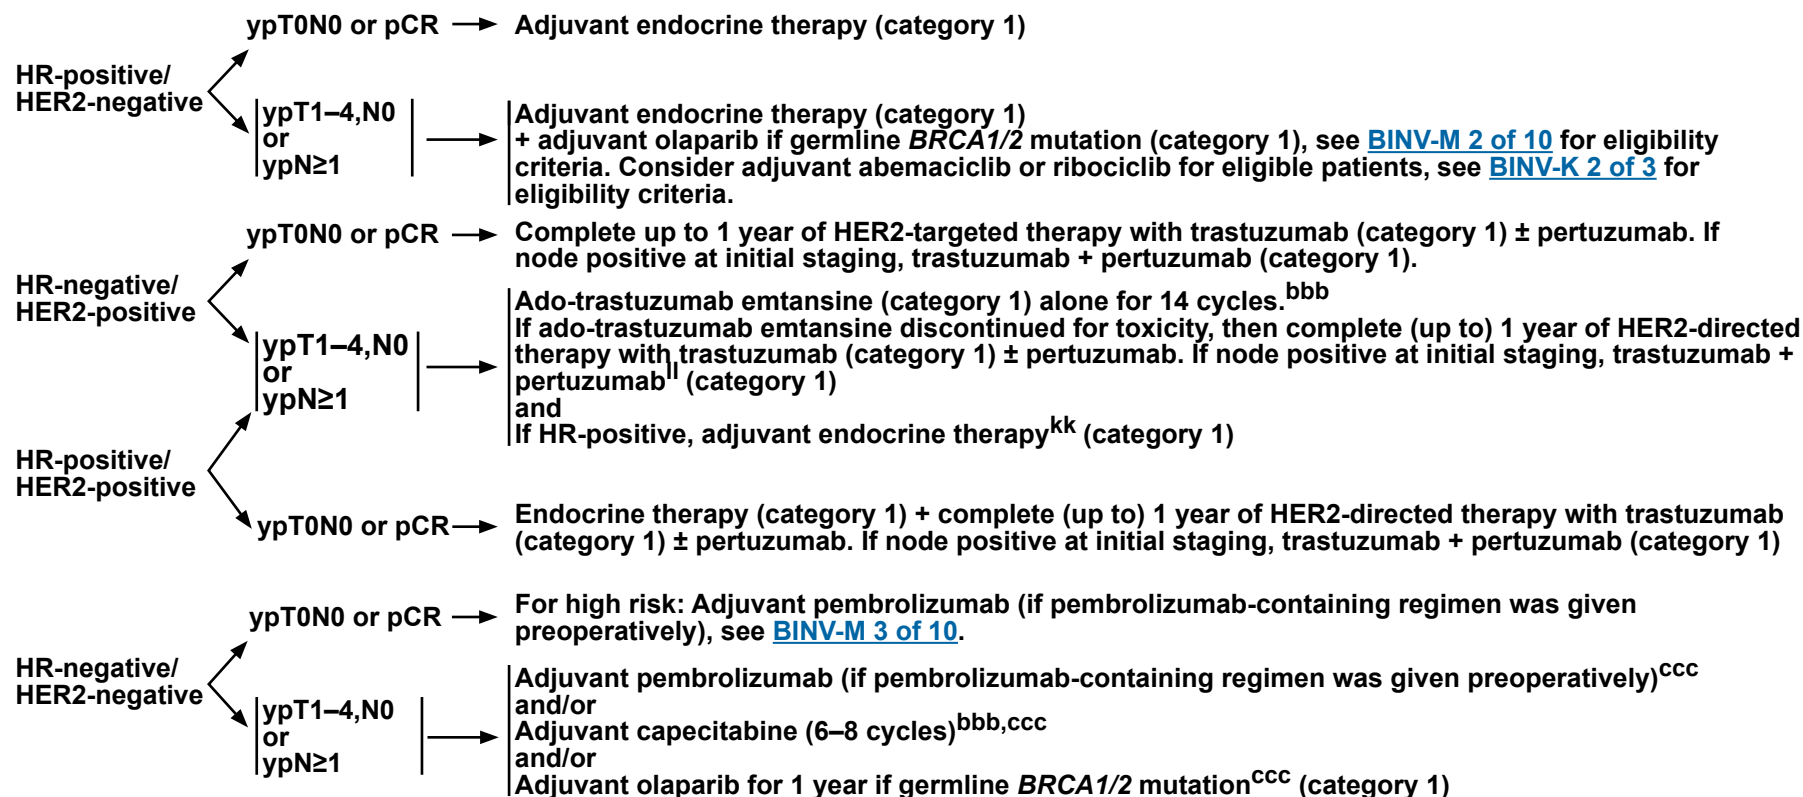 ypT0N0 or pCR
Adjuvant endocrine therapy (category 1)
HR-positive/
HER2-negative
ypT1–4,N0
or
ypN≥1
Adjuvant endocrine therapy (category 1)
+ adjuvant olaparib if germline BRCA1/2 mutation (category 1), see BINV-M 2 of 10 for eligibility
criteria. Consider adjuvant abemaciclib or ribociclib for eligible patients, see BINV-K 2 of 3 for
eligibility criteria.
ypT0N0 or pCR
Complete up to 1 year of HER2-targeted therapy with trastuzumab (category 1) ± pertuzumab. If
node positive at initial staging, trastuzumab + pertuzumab (category 1).
HR-negative/
HER2-positive
ypT1–4,N0
or
ypN≥1
Ado-trastuzumab emtansine (category 1) alone for 14 cycles.bbb
If ado-trastuzumab emtansine discontinued for toxicity, then complete (up to) 1 year of HER2-directed
therapy with trastuzumab (category 1) ± pertuzumab. If node positive at initial staging, trastuzumab +
pertuzumabll (category 1)
and
If HR-positive, adjuvant endocrine therapykk (category 1)
HR-positive/
HER2-positive
ypT0N0 or pCR
Endocrine therapy (category 1) + complete (up to) 1 year of HER2-directed therapy with trastuzumab
(category 1) ± pertuzumab. If node positive at initial staging, trastuzumab + pertuzumab (category 1)
ypT0N0 or pCR
For high risk: Adjuvant pembrolizumab (if pembrolizumab-containing regimen was given
preoperatively), see BINV-M 3 of 10.
HR-negative/
HER2-negative
ypT1–4,N0
or
ypN≥1
Adjuvant pembrolizumab (if pembrolizumab-containing regimen was given preoperatively)ccc
and/or
Adjuvant capecitabine (6–8 cycles)bbb,ccc
and/or
Adjuvant olaparib for 1 year if germline BRCA1/2 mutationccc (category 1)